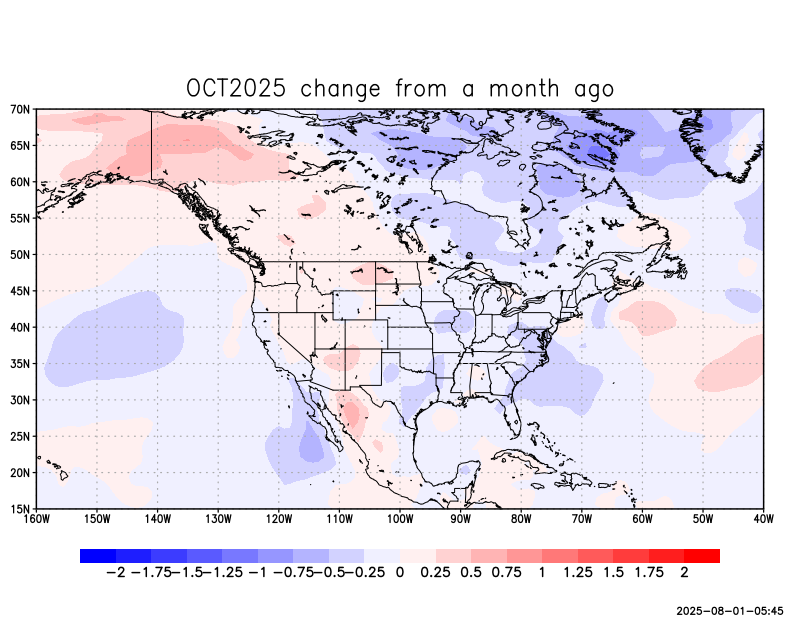 OCT2025 change from a month ago
70N
65N
60N
55N
50N
45N
40N
35N
30N
25N
20N
15N
160W 150W 140W 130W 120W 110W 100W 90W 80W 70W 60W 50W 40W
-2 -1.75 -1.5 -1.25 -1 -0.75 -0.5 -0.25 0 0.25 0.5 0.75 1 1.25 1.5 1.75 2
2025-08-01-05:45